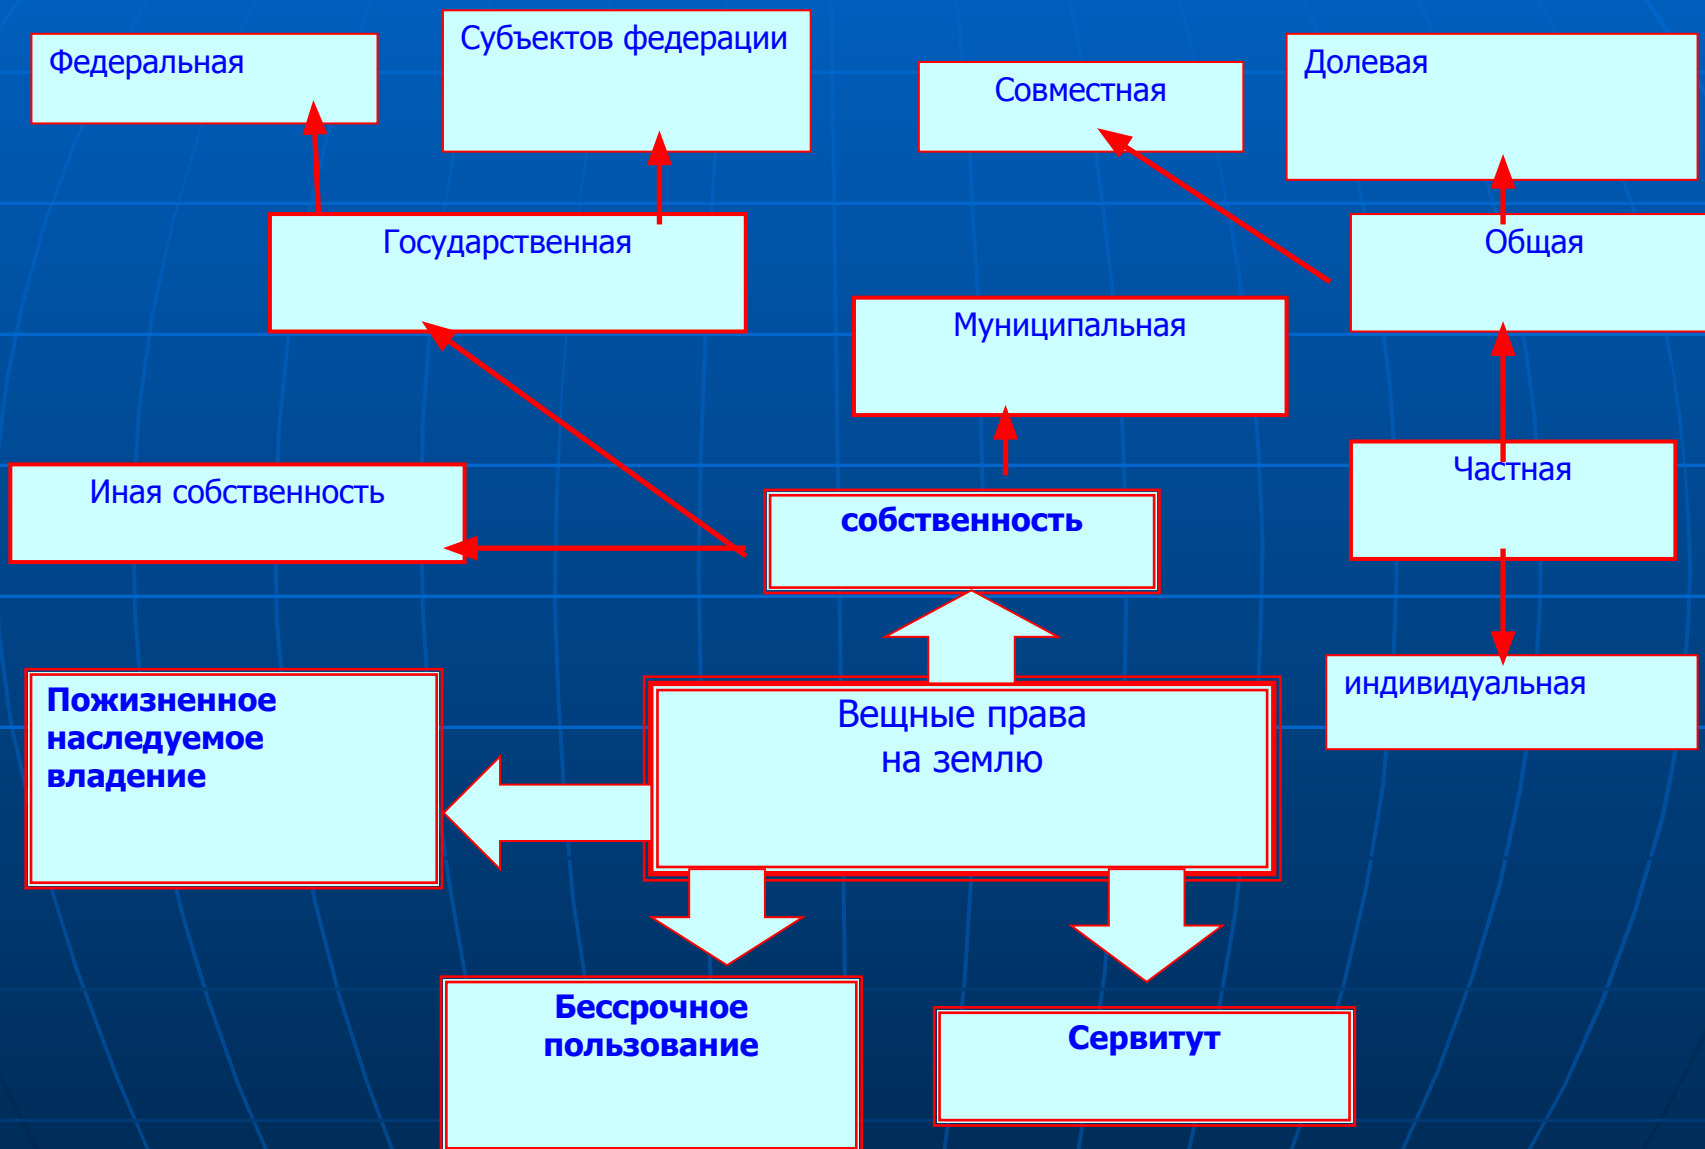 Федеральная
Субъектов федерации
Совместная
Долевая
Государственная
Общая
Муниципальная
Частная
Иная собственность
собственность
индивидуальная
Пожизненное
наследуемое
владение
Вещные права
на землю
Бессрочное
пользование
Сервитут